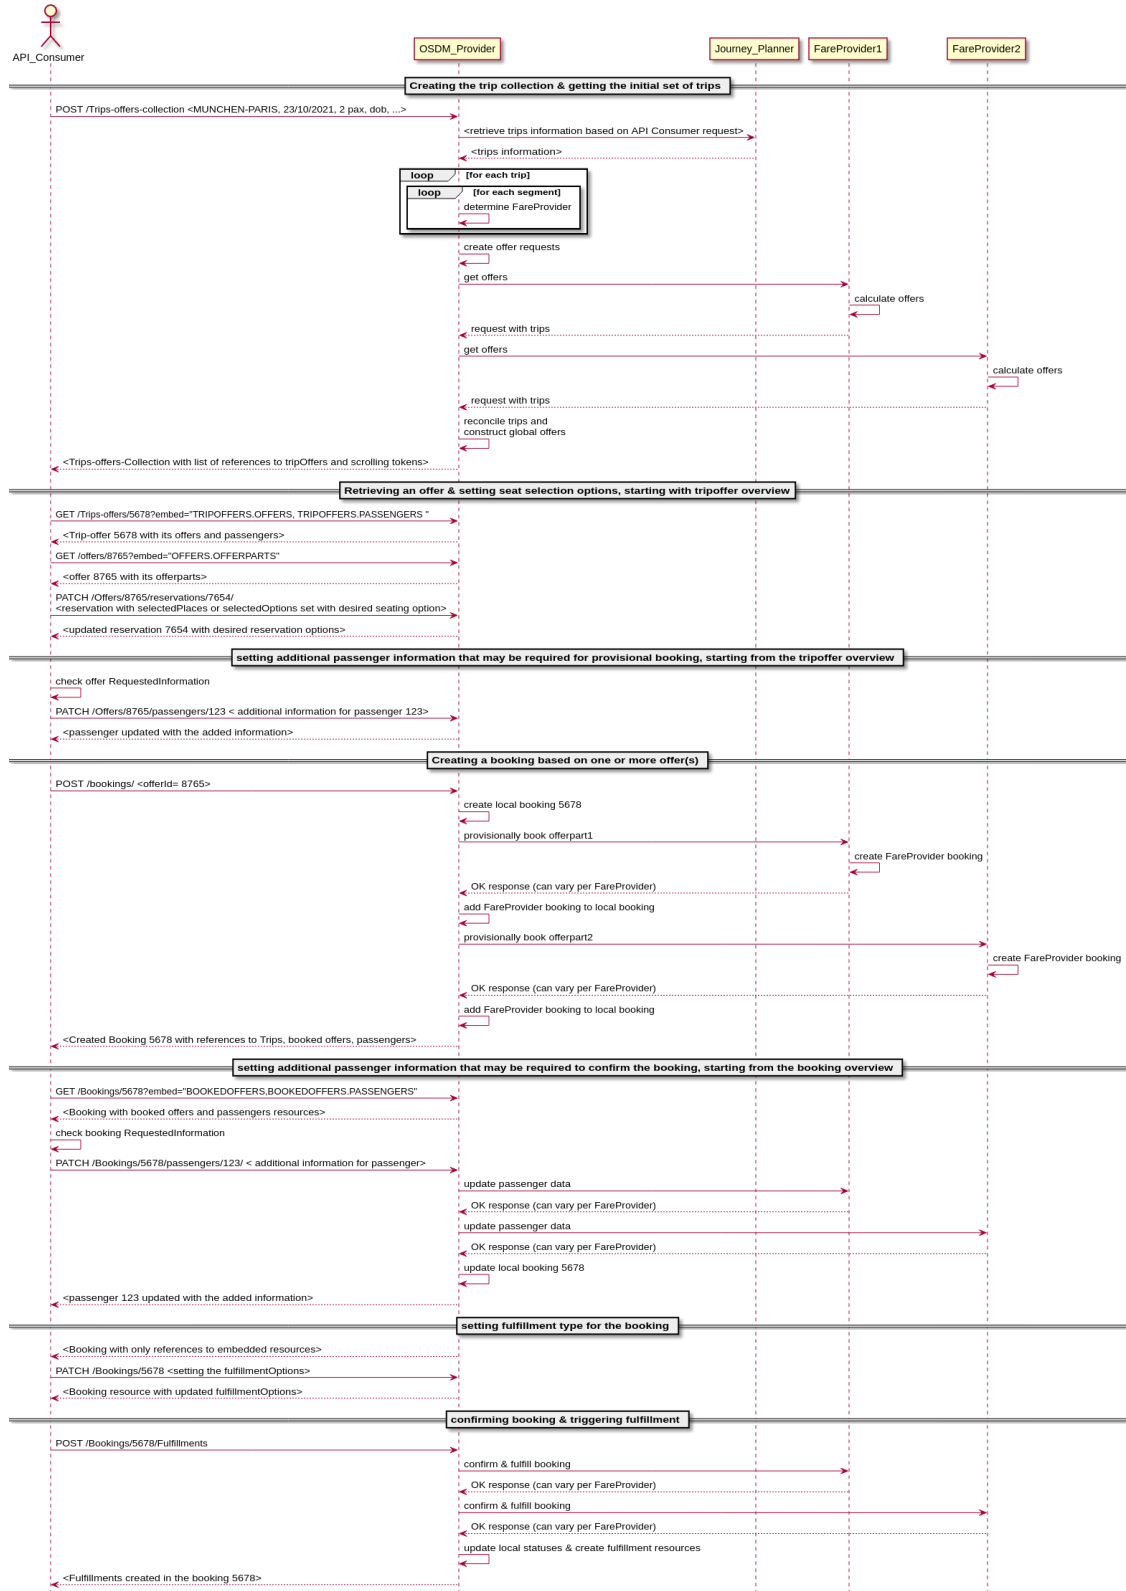 API_Consumer
OSDM_Provider
Journey_Planner
FareProvider1
FareProvider2
Creating the trip collection & getting the initial set of trips
POST /Trips-offers-collection <MUNCHEN-PARIS, 23/10/2021, 2 pax, dob, ...>
<retrieve trips information based on API Consumer request>
<trips information>
loop [for each trip]
loop [for each segment]
determine FareProvider
create offer requests
get offers
calculate offers
request with trips
get offers
calculate offers
request with trips
reconcile trips and
construct global offers
<Trips-offers-Collection with list of references to tripOffers and scrolling tokens>
Retrieving an offer & setting seat selection options, starting with tripoffer overview
GET /Trips-offers/5678?embed="TRIPOFFERS.OFFERS, TRIPOFFERS.PASSENGERS "
<Trip-offer 5678 with its offers and passengers>
GET /offers/8765?embed="OFFERS.OFFERPARTS"
<offer 8765 with its offerparts>
PATCH /Offers/8765/reservations/7654/
<reservation with selectedPlaces or selectedOptions set with desired seating option>
<updated reservation 7654 with desired reservation options>
setting additional passenger information that may be required for provisional booking, starting from the tripoffer overview
check offer RequestedInformation
PATCH /Offers/8765/passengers/123 < additional information for passenger 123>
<passenger updated with the added information>
Creating a booking based on one or more offer(s)
POST /bookings/ <offerId= 8765>
create local booking 5678
provisionally book offerpart1
create FareProvider booking
OK response (can vary per FareProvider)
add FareProvider booking to local booking
provisionally book offerpart2
create FareProvider booking
OK response (can vary per FareProvider)
add FareProvider booking to local booking
<Created Booking 5678 with references to Trips, booked offers, passengers>
setting additional passenger information that may be required to confirm the booking, starting from the booking overview
GET /Bookings/5678?embed="BOOKEDOFFERS,BOOKEDOFFERS.PASSENGERS"
<Booking with booked offers and passengers resources>
check booking RequestedInformation
PATCH /Bookings/5678/passengers/123/ < additional information for passenger>
update passenger data
OK response (can vary per FareProvider)
update passenger data
OK response (can vary per FareProvider)
update local booking 5678
<passenger 123 updated with the added information>
setting fulfillment type for the booking
<Booking with only references to embedded resources>
PATCH /Bookings/5678 <setting the fulfillmentOptions>
<Booking resource with updated fulfillmentOptions>
confirming booking & triggering fulfillment
POST /Bookings/5678/Fulfillments
confirm & fulfill booking
OK response (can vary per FareProvider)
confirm & fulfill booking
OK response (can vary per FareProvider)
update local statuses & create fulfillment resources
<Fulfillments created in the booking 5678>